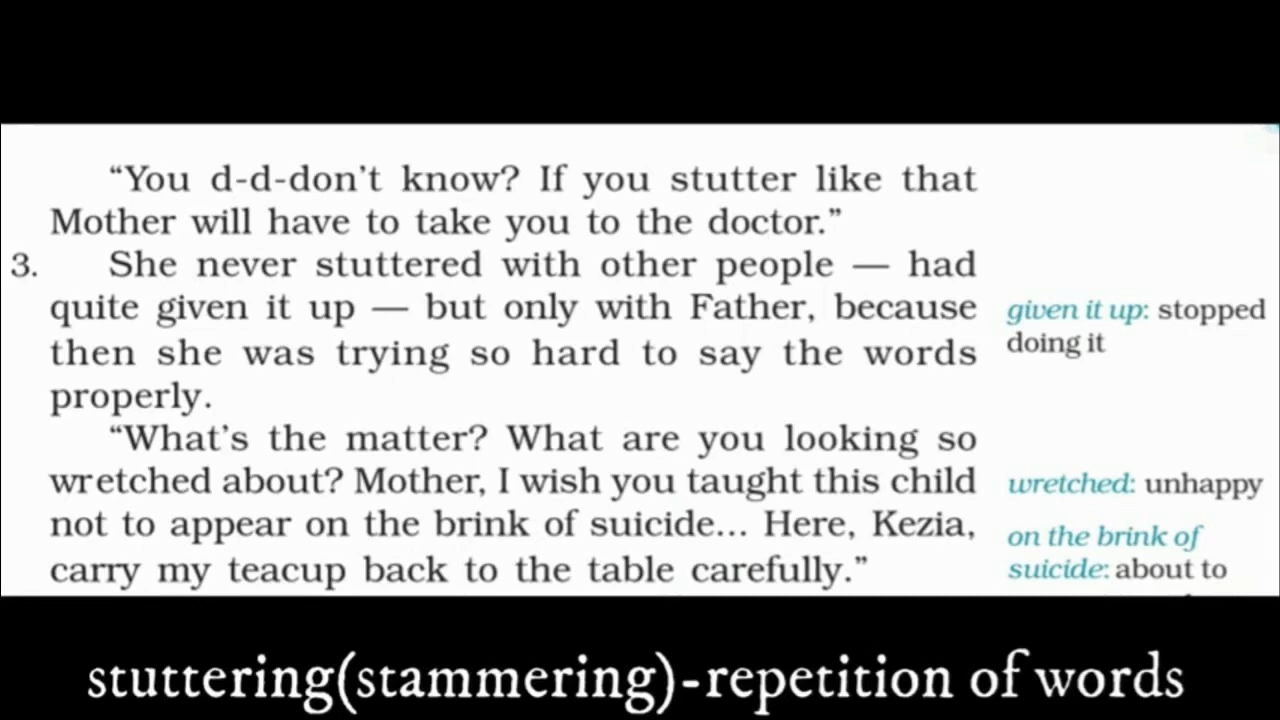 “You d-d-don’t know? If you stutter like that
Mother will have to take you to the doctor.”
3. She never stuttered with other people — had
quite given it up — but only with Father, because
then she was trying so hard to say the words
properly.
“What’s the matter? What are you looking so
wretched about? Mother, I wish you taught this child
not to appear on the brink of suicide... Here, Kezia,
carry my teacup back to the table carefully.”
given it up: stopped
doing it
wretched: unhappy
on the brink of
suicide: about to
stuttering(stammering)-repetition of words